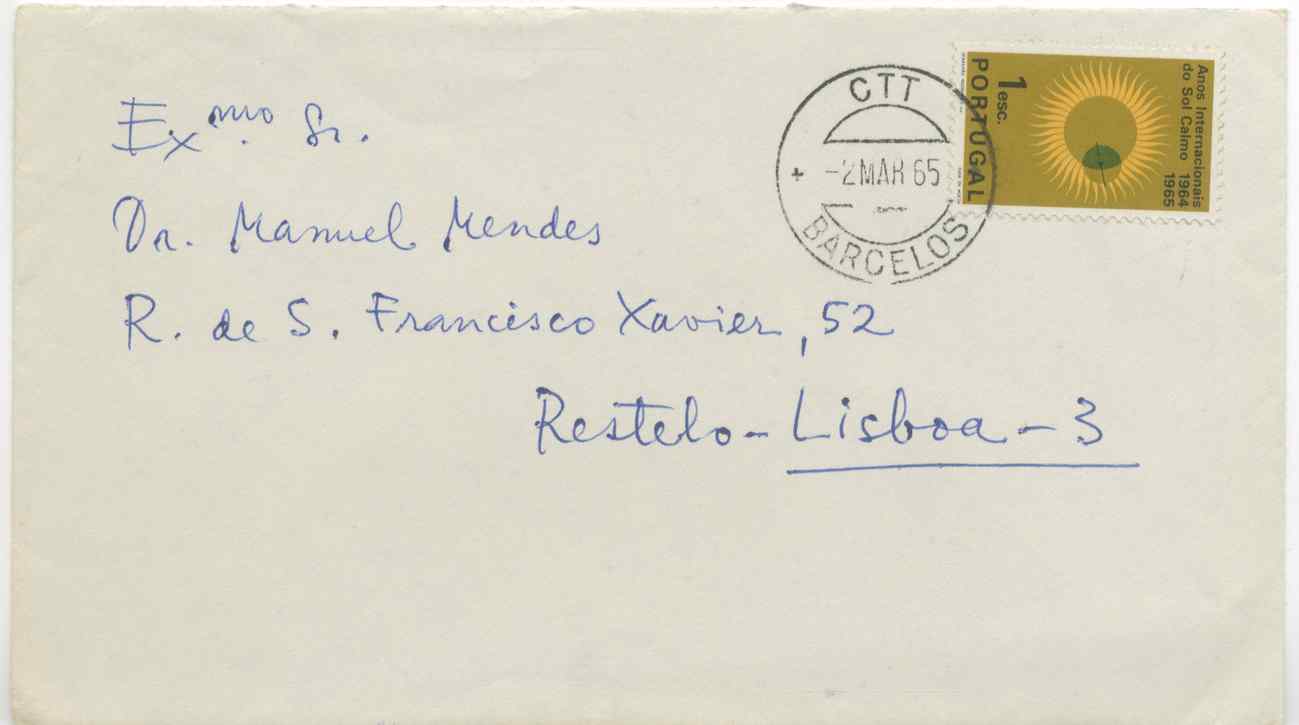 Exmo. Sr.
Dr. Manuel Mendes
R. de S. Francisco Xavier, 52
Restelo - Lisboa - 3
CTT
-2 MAR 65
BARCELOS
1 esc.
PORTUGAL
Anos Internacionais
do Sol Calmo 1964
1965